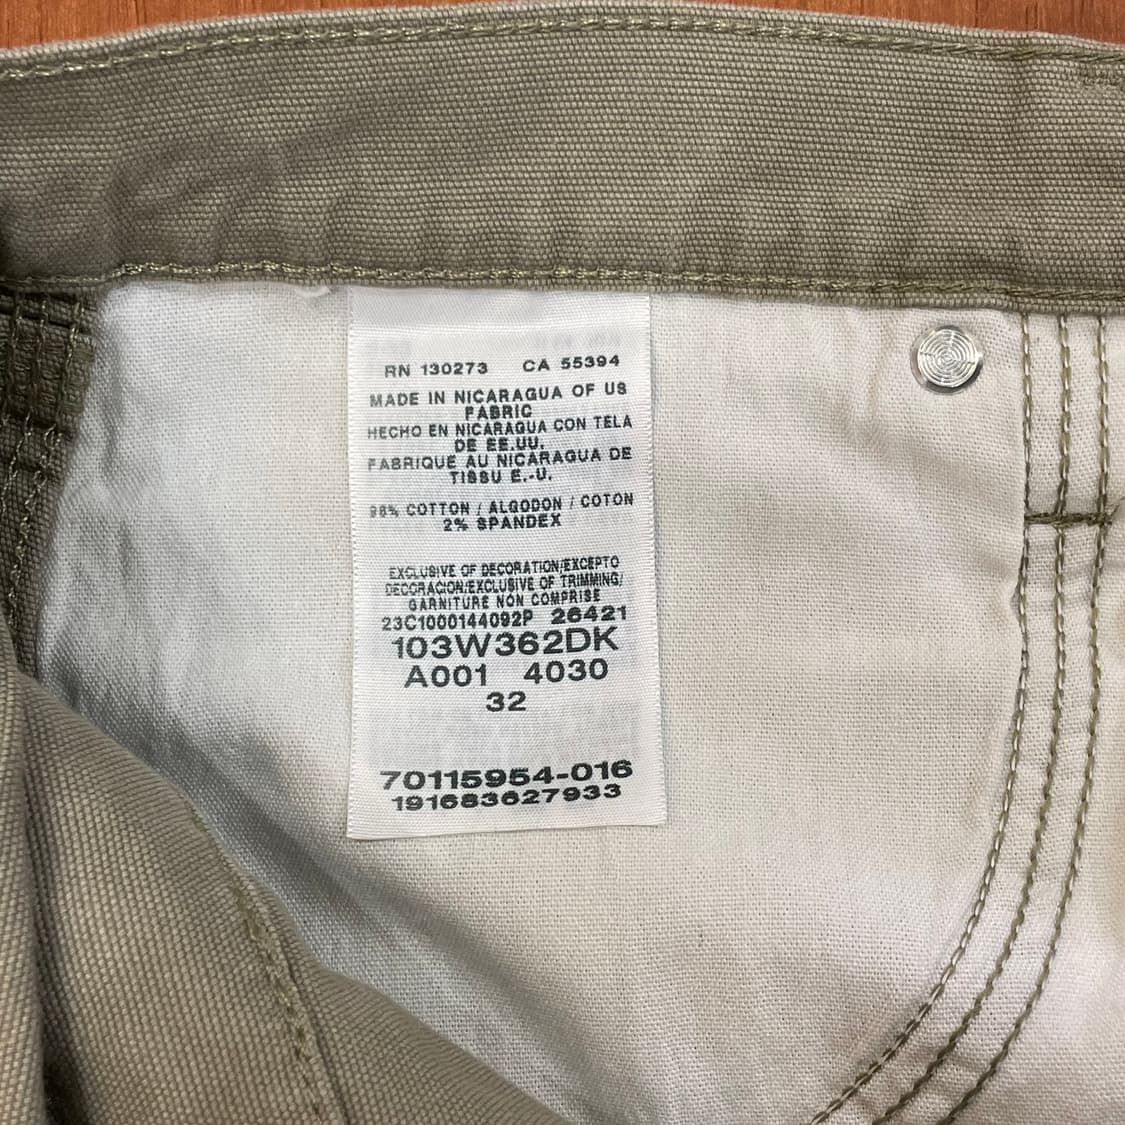 RN 130273 CA 55394
MADE IN NICARAGUA OF US
FABRIC
HECHO EN NICARAGUA CON TELA
DE EE.UU.
FABRIQUE AU NICARAGUA DE
TISSU E.-U.
98% COTTON / ALGODON / COTON
2% SPANDEX
EXCLUSIVE OF DECORATION/EXCEPTO
DECORACION/EXCLUSIVE OF TRIMMING/
GARNITURE NON COMPRISE
23C1000144092P 26421
103W362DK
A001 4030
32
70115954-016
191683627933